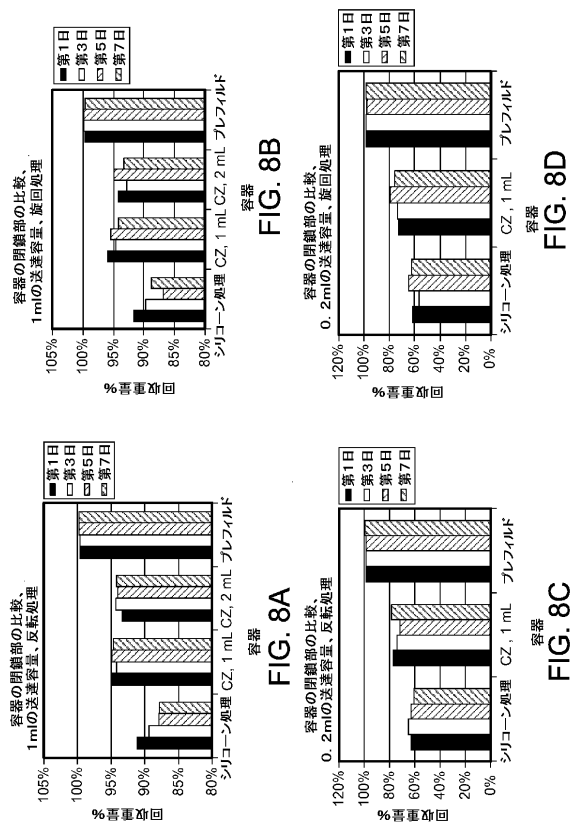 容器の閉鎖部の比較、
1mlの送達容量、反転処理
第1日
第3日
第5日
第7日
回収重量%
105%
100%
95%
90%
85%
80%
シリコーン処理 CZ, 1 mL CZ, 2 mL プレフィルド
容器
FIG. 8A
容器の閉鎖部の比較、
1mlの送達容量、旋回処理
第1日
第3日
第5日
第7日
回収重量%
105%
100%
95%
90%
85%
80%
シリコーン処理 CZ, 1 mL CZ, 2 mL プレフィルド
容器
FIG. 8B
容器の閉鎖部の比較、
0. 2mlの送達容量、反転処理
第1日
第3日
第5日
第7日
回収重量%
120%
100%
80%
60%
40%
20%
0%
シリコーン処理 CZ, 1 mL プレフィルド
容器
FIG. 8C
容器の閉鎖部の比較、
0. 2mlの送達容量、旋回処理
第1日
第3日
第5日
第7日
回収重量%
120%
100%
80%
60%
40%
20%
0%
シリコーン処理 CZ, 1 mL プレフィルド
容器
FIG. 8D